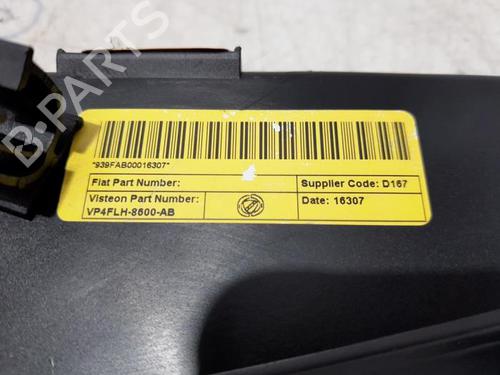 *939FAB00016307*
Fiat Part Number:
Supplier Code: D167
Visteon Part Number:
VP4FLH-8600-AB
Date: 16307
B-PARTS